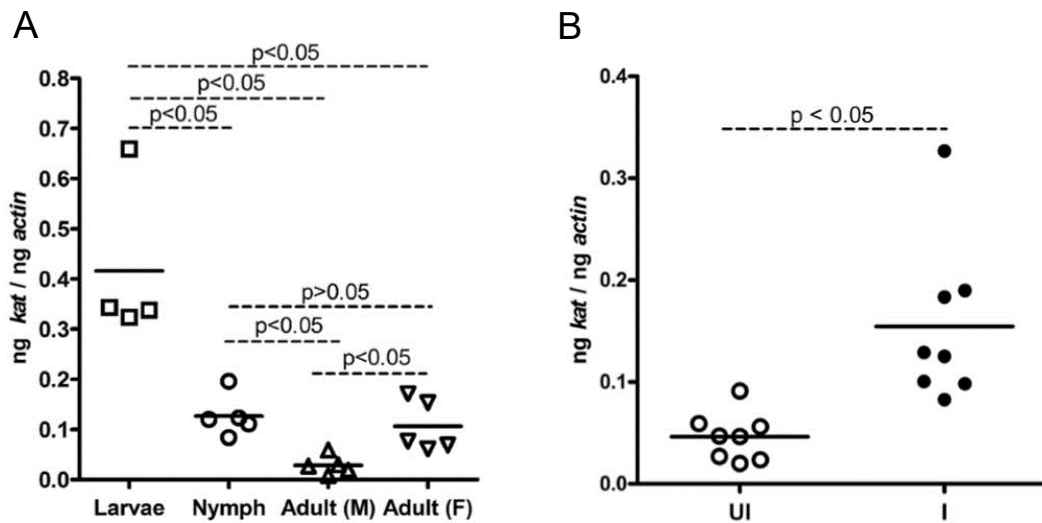 A
p<0.05
p<0.05
p<0.05
0.8
0.7
0.6
0.5
0.4
0.3
0.2
0.1
0.0
ng kat / ng actin
p>0.05
p<0.05
p<0.05
Larvae Nymph Adult (M) Adult (F)
B
p < 0.05
0.4
0.3
0.2
0.1
0.0
ng kat / ng actin
UI I